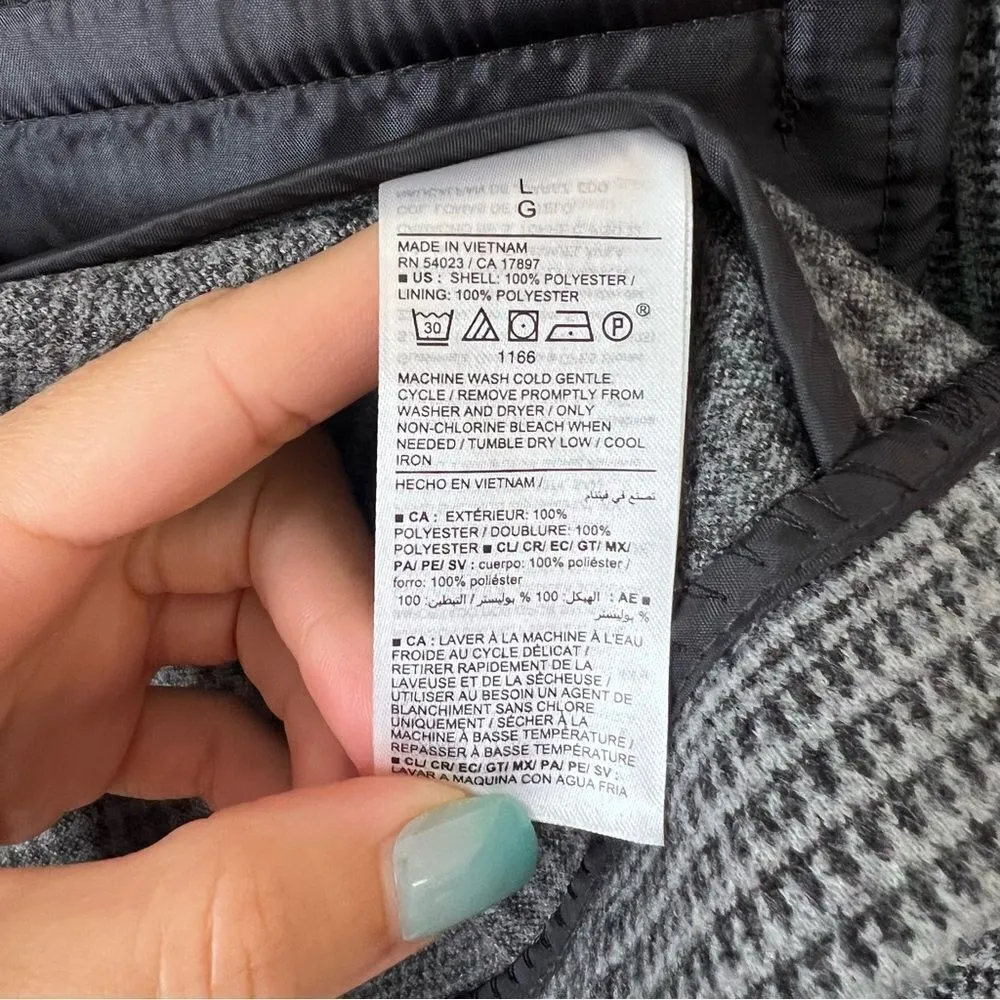 L
G
MADE IN VIETNAM
RN 54023 / CA 17897
■ US : SHELL: 100% POLYESTER /
LINING: 100% POLYESTER
30 P ®
1166
MACHINE WASH COLD GENTLE
CYCLE / REMOVE PROMPTLY FROM
WASHER AND DRYER / ONLY
NON-CHLORINE BLEACH WHEN
NEEDED / TUMBLE DRY LOW / COOL
IRON
HECHO EN VIETNAM /
تصنع في فيتنام
■ CA : EXTÉRIEUR: 100%
POLYESTER / DOUBLURE: 100%
POLYESTER ■ CL/ CR/ EC/ GT/ MX/
PA/ PE/ SV : cuerpo: 100% poliéster /
forro: 100% poliéster
■ AE : الهيكل: 100 % بوليستر / التبطين: 100
% بوليستر
■ CA : LAVER À LA MACHINE À L'EAU
FROIDE AU CYCLE DÉLICAT /
RETIRER RAPIDEMENT DE LA
LAVEUSE ET DE LA SÉCHEUSE /
UTILISER AU BESOIN UN AGENT DE
BLANCHIMENT SANS CHLORE
UNIQUEMENT / SÉCHER À LA
MACHINE À BASSE TEMPÉRATURE /
REPASSER À BASSE TEMPÉRATURE
■ CL/ CR/ EC/ GT/ MX/ PA/ PE/ SV :
LAVAR A MAQUINA CON AGUA FRIA